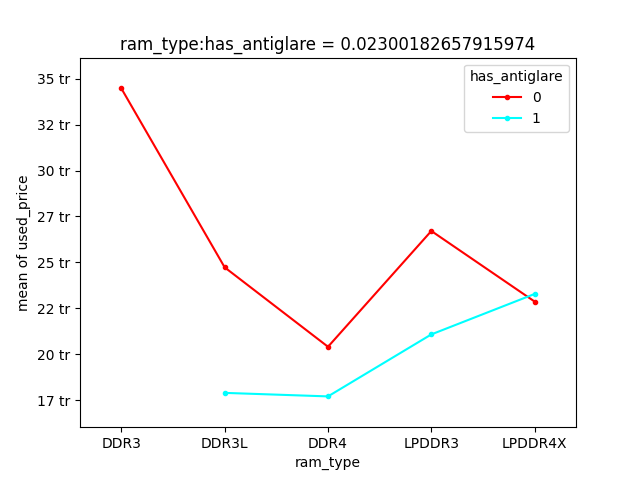 ram_type:has_antiglare = 0.02300182657915974
has_antiglare
0
1
35 tr
32 tr
30 tr
27 tr
25 tr
22 tr
20 tr
17 tr
mean of used_price
DDR3 DDR3L DDR4 LPDDR3 LPDDR4X
ram_type